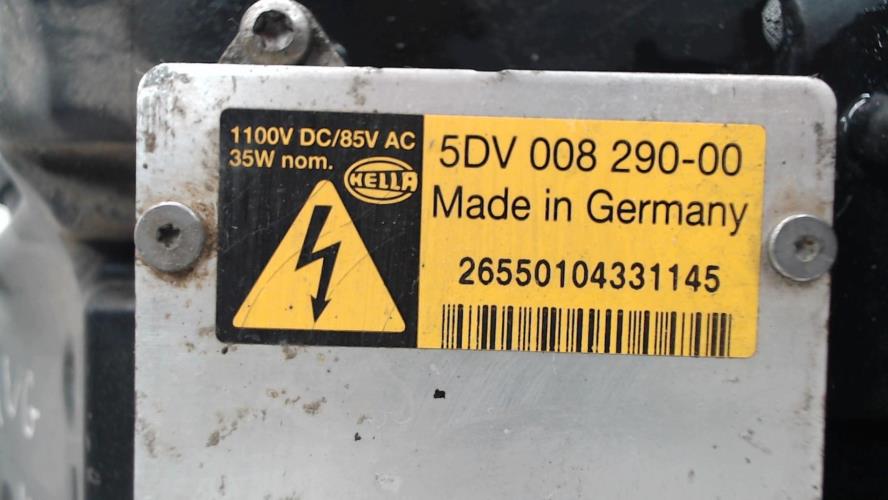 1100V DC/85V AC
35W nom.
HELLA
5DV 008 290-00
Made in Germany
26550104331145